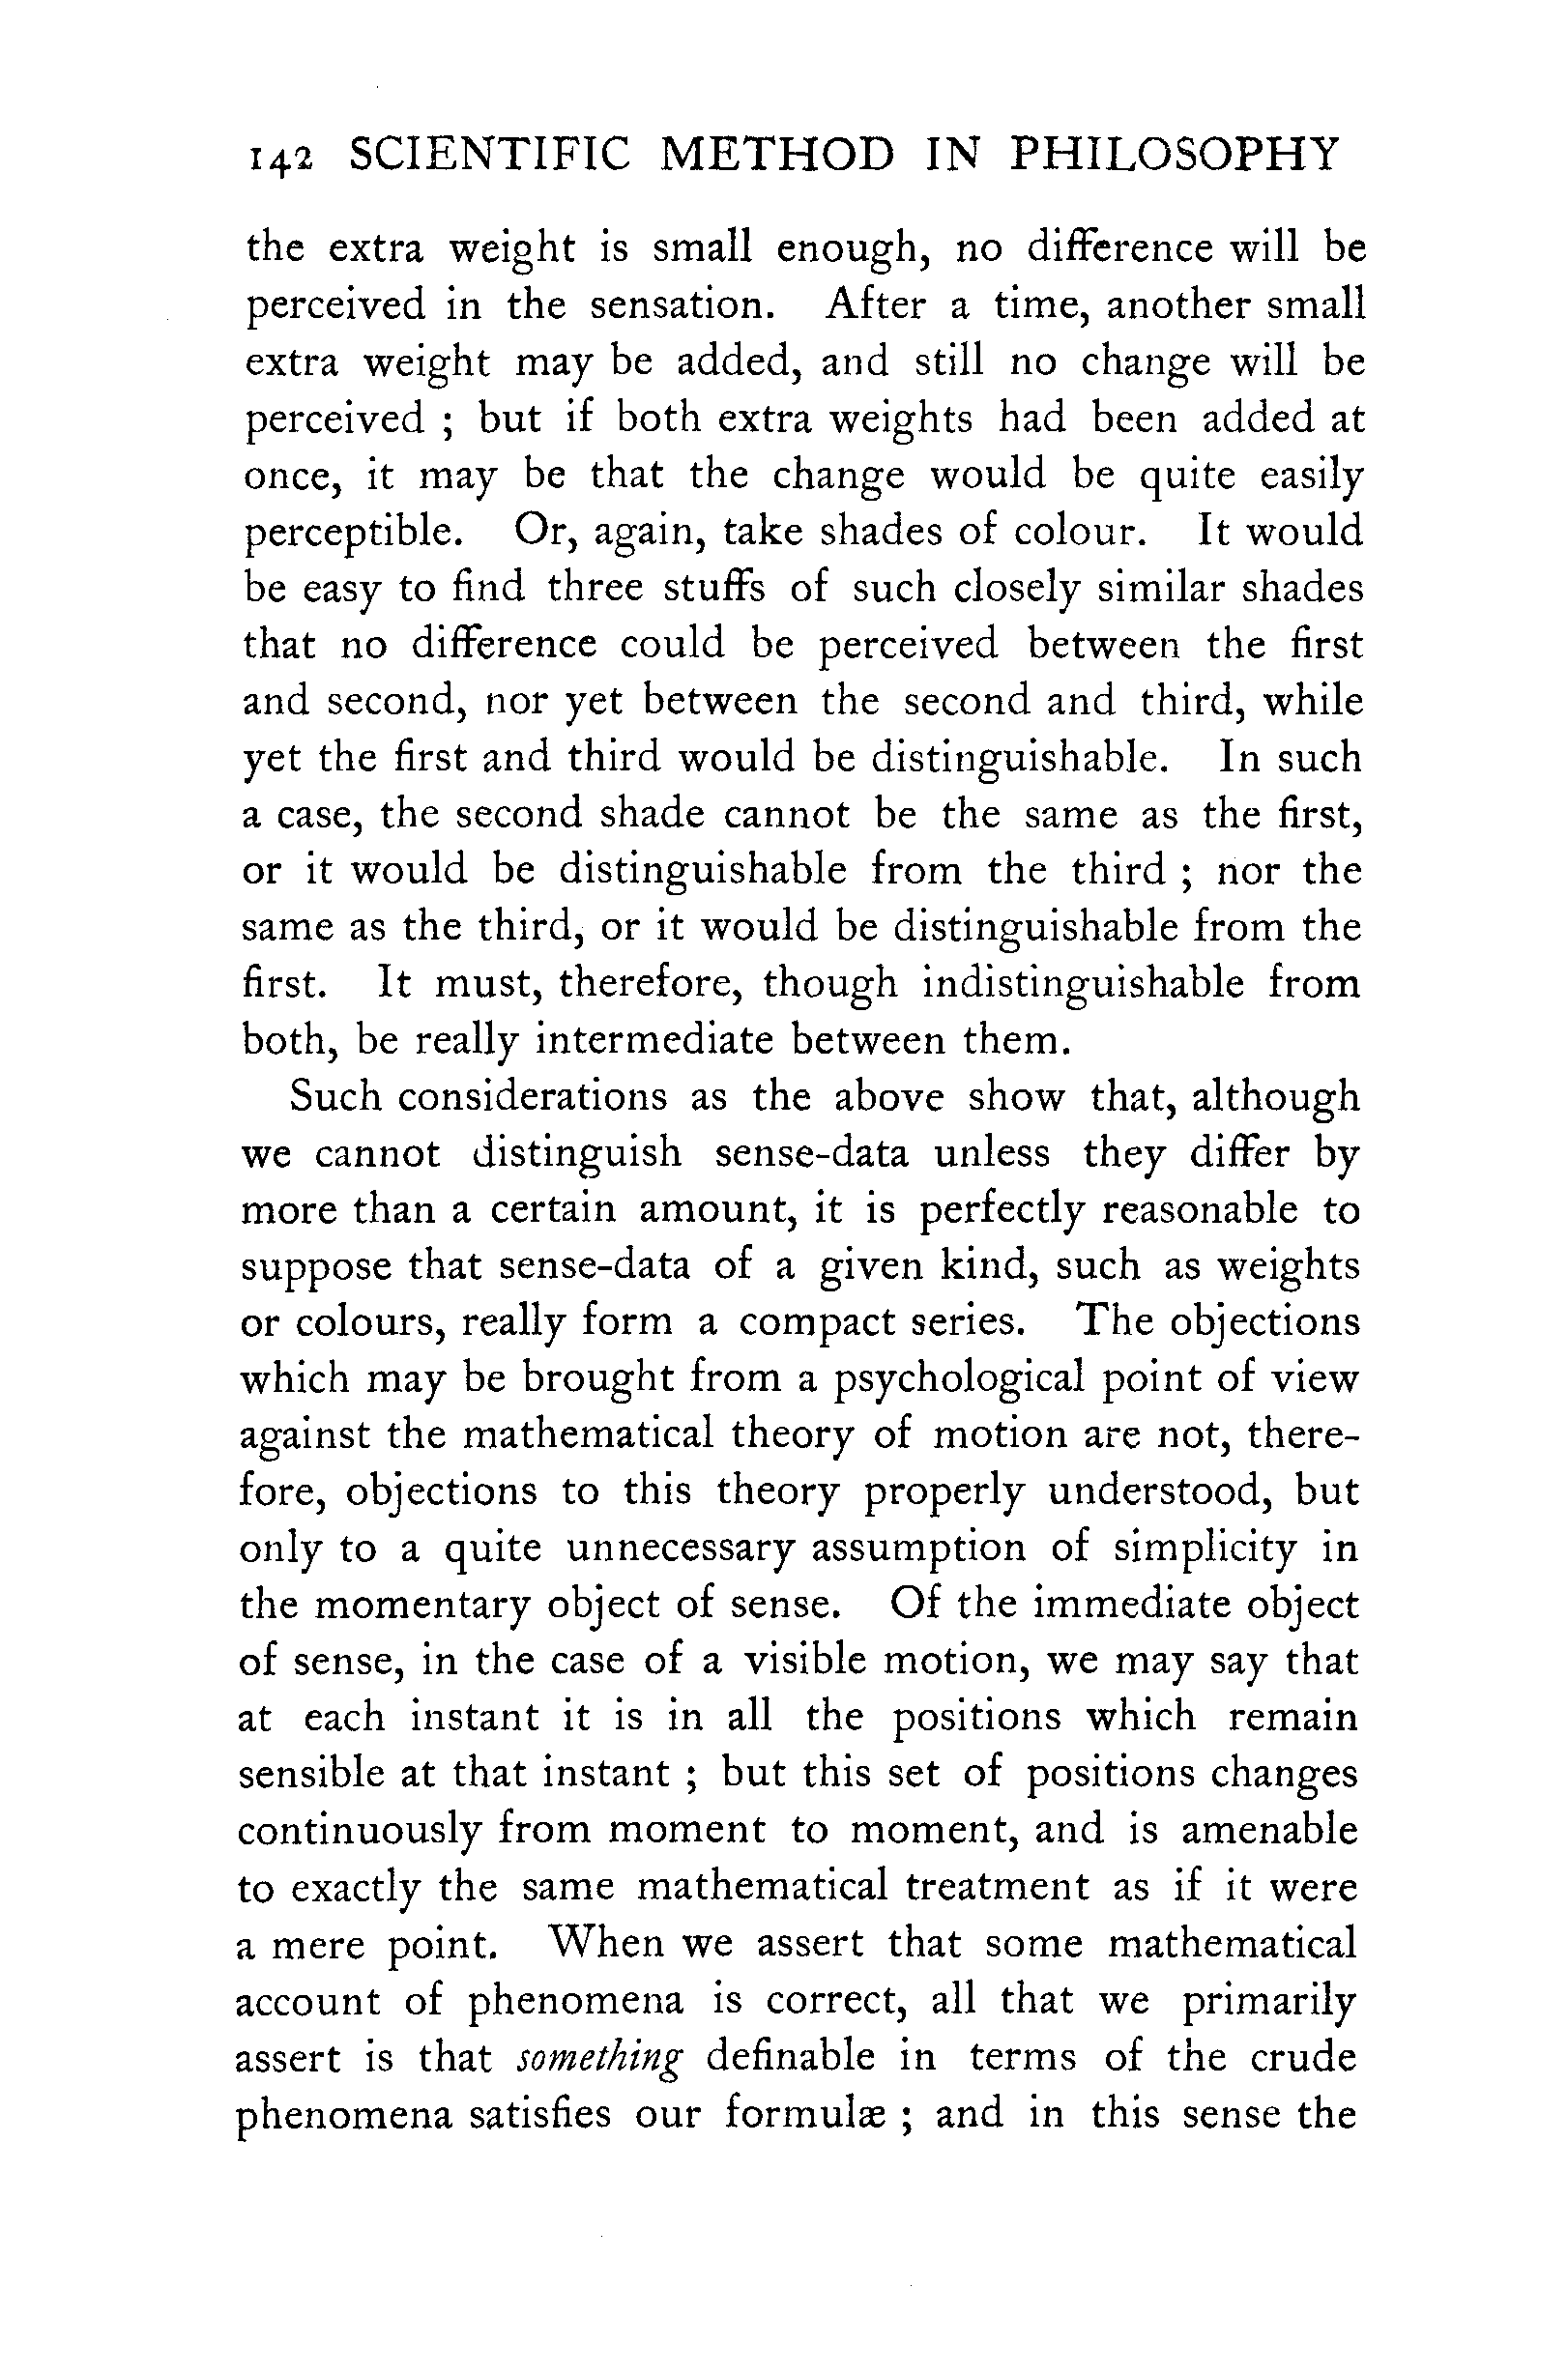 142 SCIENTIFIC METHOD IN PHILOSOPHY
the extra weight is small enough, no difference will be
perceived in the sensation. After a time, another small
extra weight may be added, and still no change will be
perceived ; but if both extra weights had been added at
once, it may be that the change would be quite easily
perceptible. Or, again, take shades of colour. It would
be easy to find three stuffs of such closely similar shades
that no difference could be perceived between the first
and second, nor yet between the second and third, while
yet the first and third would be distinguishable. In such
a case, the second shade cannot be the same as the first,
or it would be distinguishable from the third ; nor the
same as the third, or it would be distinguishable from the
first. It must, therefore, though indistinguishable from
both, be really intermediate between them.
Such considerations as the above show that, although
we cannot distinguish sense-data unless they differ by
more than a certain amount, it is perfectly reasonable to
suppose that sense-data of a given kind, such as weights
or colours, really form a compact series. The objections
which may be brought from a psychological point of view
against the mathematical theory of motion are not, there-
fore, objections to this theory properly understood, but
only to a quite unnecessary assumption of simplicity in
the momentary object of sense. Of the immediate object
of sense, in the case of a visible motion, we may say that
at each instant it is in all the positions which remain
sensible at that instant ; but this set of positions changes
continuously from moment to moment, and is amenable
to exactly the same mathematical treatment as if it were
a mere point. When we assert that some mathematical
account of phenomena is correct, all that we primarily
assert is that something definable in terms of the crude
phenomena satisfies our formulæ ; and in this sense the